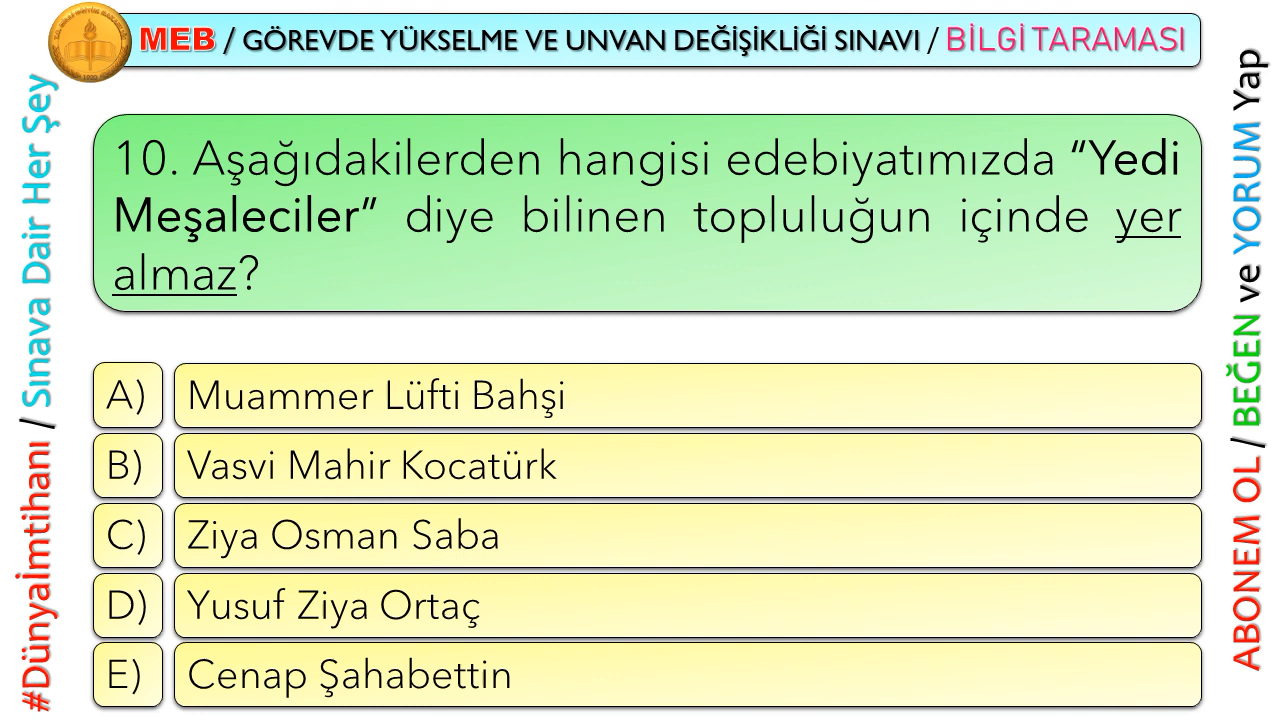 MEB / GÖREVDE YÜKSELME VE UNVAN DEĞİŞİKLİĞİ SINAVI / BİLGİ TARAMASI
#Dünyaİmtihanı / Sınava Dair Her Şey
10. Aşağıdakilerden hangisi edebiyatımızda “Yedi
Meşaleciler” diye bilinen topluluğun içinde yer
almaz?
A) Muammer Lüfti Bahşi
B) Vasvi Mahir Kocatürk
C) Ziya Osman Saba
D) Yusuf Ziya Ortaç
E) Cenap Şahabettin
ABONEM OL / BEĞEN ve YORUM Yap